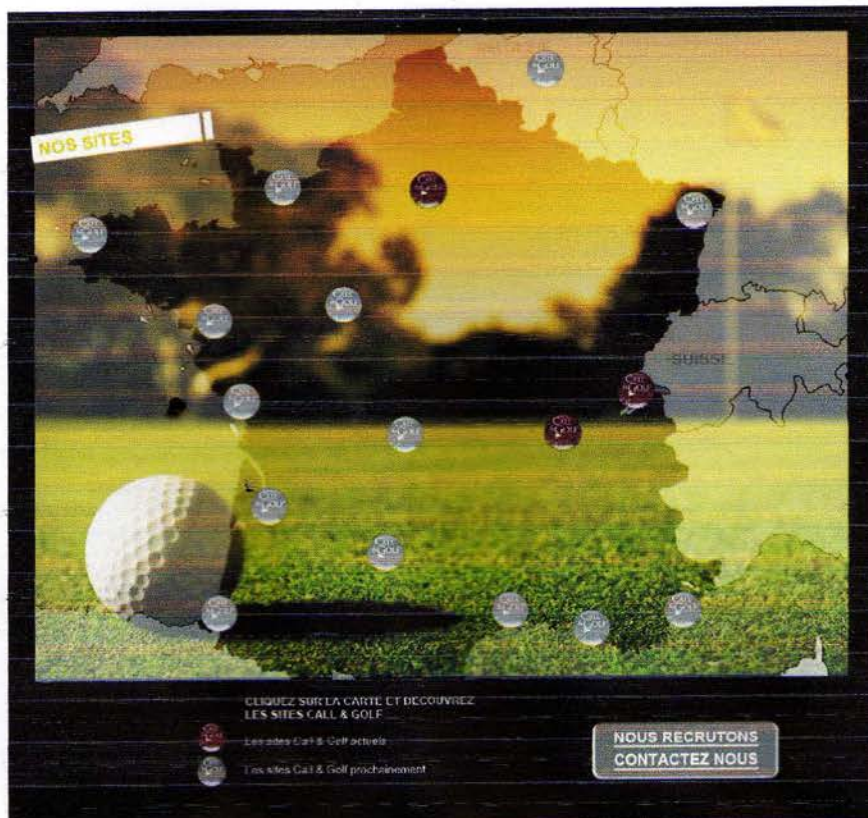 NOS SITES
SUISSE
CLIQUEZ SUR LA CARTE ET DECOUVREZ
LES SITES CALL & GOLF
Les sites Call & Golf actuels
Les sites Call & Golf prochainement
NOUS RECRUTONS
CONTACTEZ NOUS